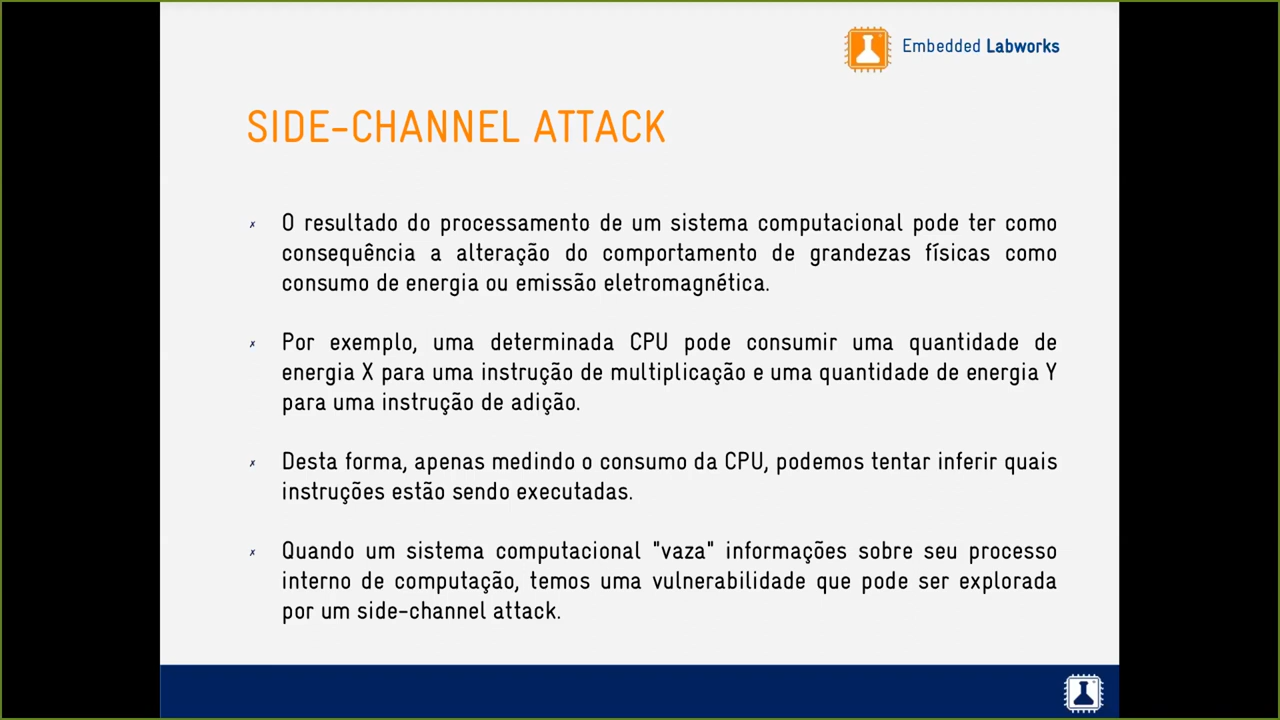 Embedded Labworks
SIDE-CHANNEL ATTACK
O resultado do processamento de um sistema computacional pode ter como
consequência a alteração do comportamento de grandezas físicas como
consumo de energia ou emissão eletromagnética.
Por exemplo, uma determinada CPU pode consumir uma quantidade de
energia X para uma instrução de multiplicação e uma quantidade de energia Y
para uma instrução de adição.
Desta forma, apenas medindo o consumo da CPU, podemos tentar inferir quais
instruções estão sendo executadas.
Quando um sistema computacional "vaza" informações sobre seu processo
interno de computação, temos uma vulnerabilidade que pode ser explorada
por um side-channel attack.